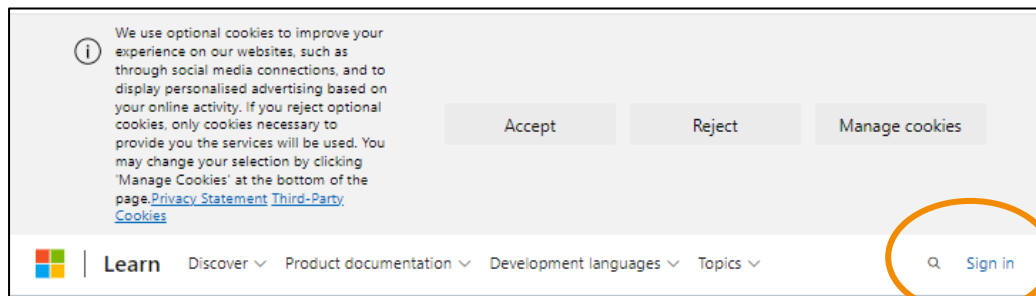 We use optional cookies to improve your
experience on our websites, such as
through social media connections, and to
display personalised advertising based on
your online activity. If you reject optional
cookies, only cookies necessary to
provide you the services will be used. You
may change your selection by clicking
'Manage Cookies' at the bottom of the
page.Privacy Statement Third-Party
Cookies
Accept Reject Manage cookies
Learn Discover Product documentation Development languages Topics Sign in